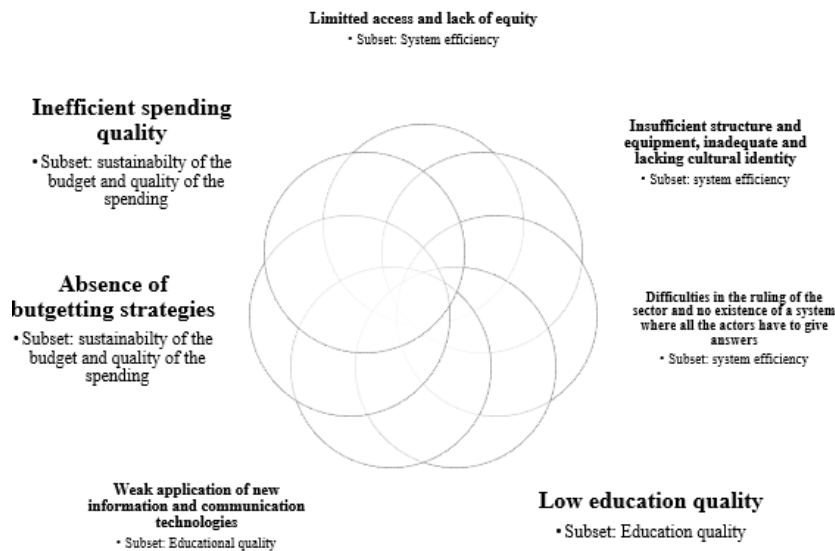 Limitted access and lack of equity
• Subset: System efficiency
Inefficient spending
quality
• Subset: sustainabilty of the
budget and quality of the
spending
Insufficient structure and
equipment, inadequate and
lacking cultural identity
• Subset: system efficiency
Absence of
butgetting strategies
• Subset: sustainabilty of the
budget and quality of the
spending
Difficulties in the ruling of the
sector and no existence of a system
where all the actors have to give
answers
• Subset: system efficiency
Weak application of new
information and communication
technologies
• Subset: Educational quality
Low education quality
• Subset: Education quality